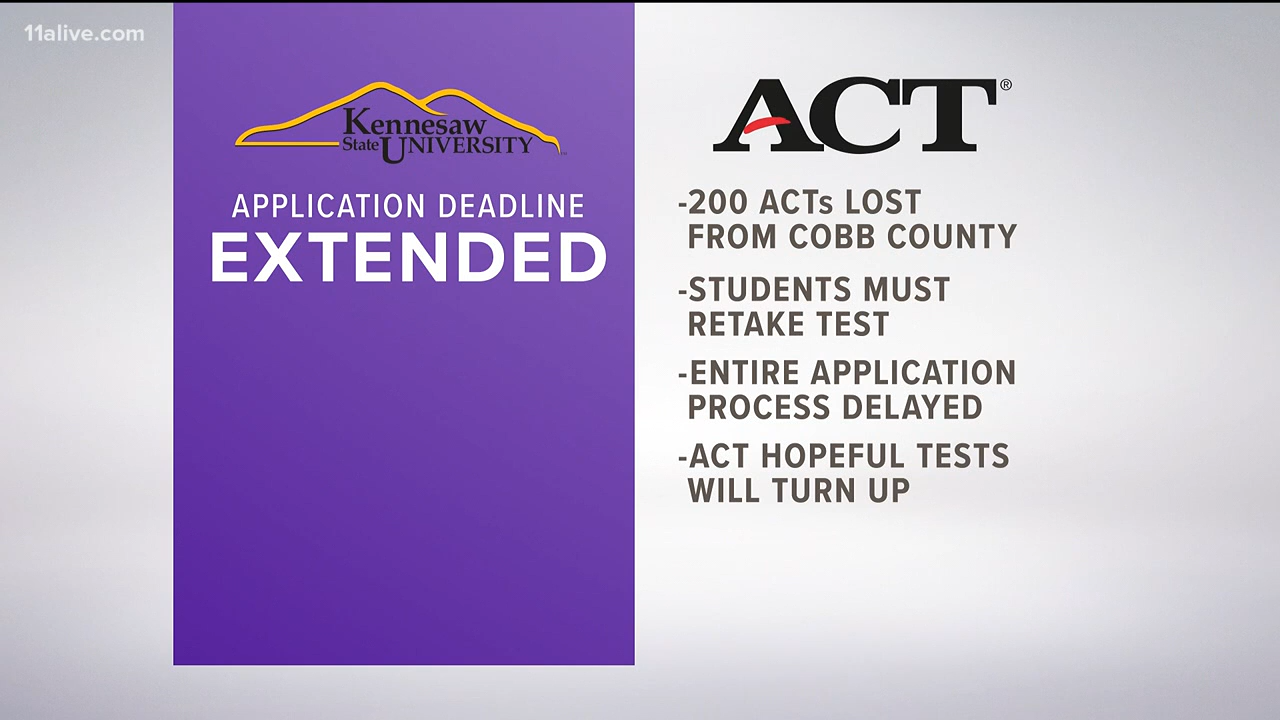 11alive.com
Kennesaw
State UNIVERSITY
APPLICATION DEADLINE
EXTENDED
ACT®
-200 ACTs LOST
FROM COBB COUNTY
-STUDENTS MUST
RETAKE TEST
-ENTIRE APPLICATION
PROCESS DELAYED
-ACT HOPEFUL TESTS
WILL TURN UP